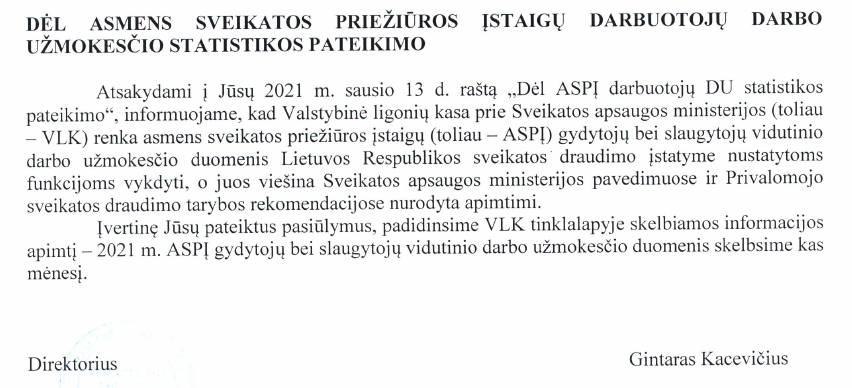 DĖL ASMENS SVEIKATOS PRIEŽIŪROS ĮSTAIGŲ DARBUOTOJŲ DARBO
UŽMOKESČIO STATISTIKOS PATEIKIMO
Atsakydami į Jūsų 2021 m. sausio 13 d. raštą „Dėl ASPĮ darbuotojų DU statistikos
pateikimo“, informuojame, kad Valstybinė ligonių kasa prie Sveikatos apsaugos ministerijos (toliau
– VLK) renka asmens sveikatos priežiūros įstaigų (toliau – ASPĮ) gydytojų bei slaugytojų vidutinio
darbo užmokesčio duomenis Lietuvos Respublikos sveikatos draudimo įstatyme nustatytoms
funkcijoms vykdyti, o juos viešina Sveikatos apsaugos ministerijos pavedimuose ir Privalomojo
sveikatos draudimo tarybos rekomendacijose nurodyta apimtimi.
Įvertinę Jūsų pateiktus pasiūlymus, padidinsime VLK tinklalapyje skelbiamos informacijos
apimtį – 2021 m. ASPĮ gydytojų bei slaugytojų vidutinio darbo užmokesčio duomenis skelbsime kas
mėnesį.
Direktorius
Gintaras Kacevičius